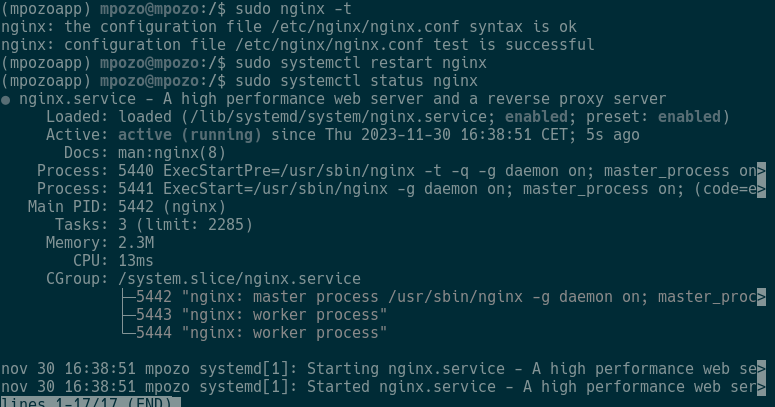 (mpozoapp) mpozo@mpozo:/$ sudo nginx -t
nginx: the configuration file /etc/nginx/nginx.conf syntax is ok
nginx: configuration file /etc/nginx/nginx.conf test is successful
(mpozoapp) mpozo@mpozo:/$ sudo systemctl restart nginx
(mpozoapp) mpozo@mpozo:/$ sudo systemctl status nginx
● nginx.service - A high performance web server and a reverse proxy server
     Loaded: loaded (/lib/systemd/system/nginx.service; enabled; preset: enabled)
     Active: active (running) since Thu 2023-11-30 16:38:51 CET; 5s ago
       Docs: man:nginx(8)
    Process: 5440 ExecStartPre=/usr/sbin/nginx -t -q -g daemon on; master_process on>
    Process: 5441 ExecStart=/usr/sbin/nginx -g daemon on; master_process on; (code=e>
   Main PID: 5442 (nginx)
      Tasks: 3 (limit: 2285)
     Memory: 2.3M
        CPU: 13ms
     CGroup: /system.slice/nginx.service
             ├─5442 "nginx: master process /usr/sbin/nginx -g daemon on; master_proc>
             ├─5443 "nginx: worker process"
             └─5444 "nginx: worker process"

nov 30 16:38:51 mpozo systemd[1]: Starting nginx.service - A high performance web se>
nov 30 16:38:51 mpozo systemd[1]: Started nginx.service - A high performance web ser>
lines 1-17/17 (END)